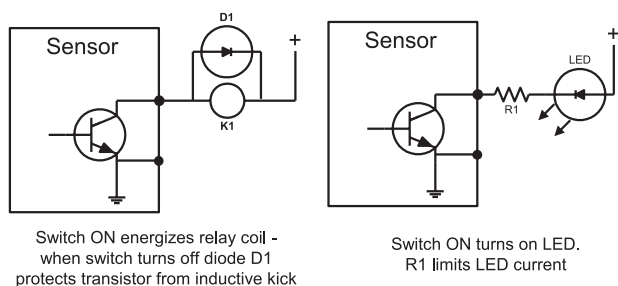 Sensor
D1
K1
+
Switch ON energizes relay coil -
when switch turns off diode D1
protects transistor from inductive kick
Sensor
R1
LED
+
Switch ON turns on LED.
R1 limits LED current